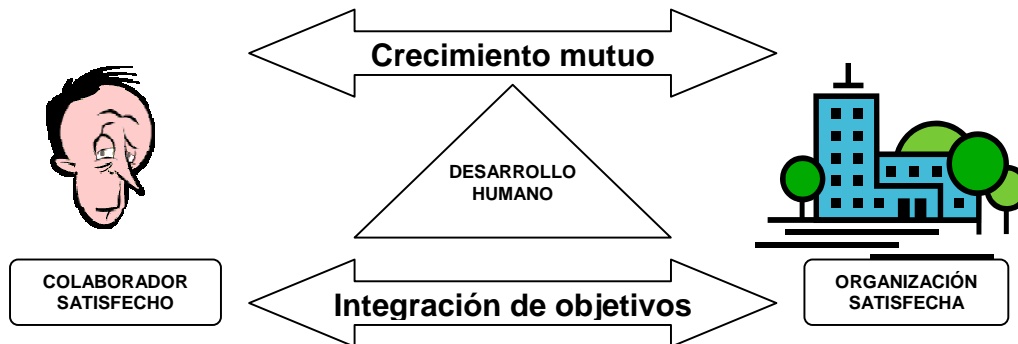 Crecimiento mutuo
DESARROLLO
HUMANO
COLABORADOR
SATISFECHO
Integración de objetivos
ORGANIZACIÓN
SATISFECHA